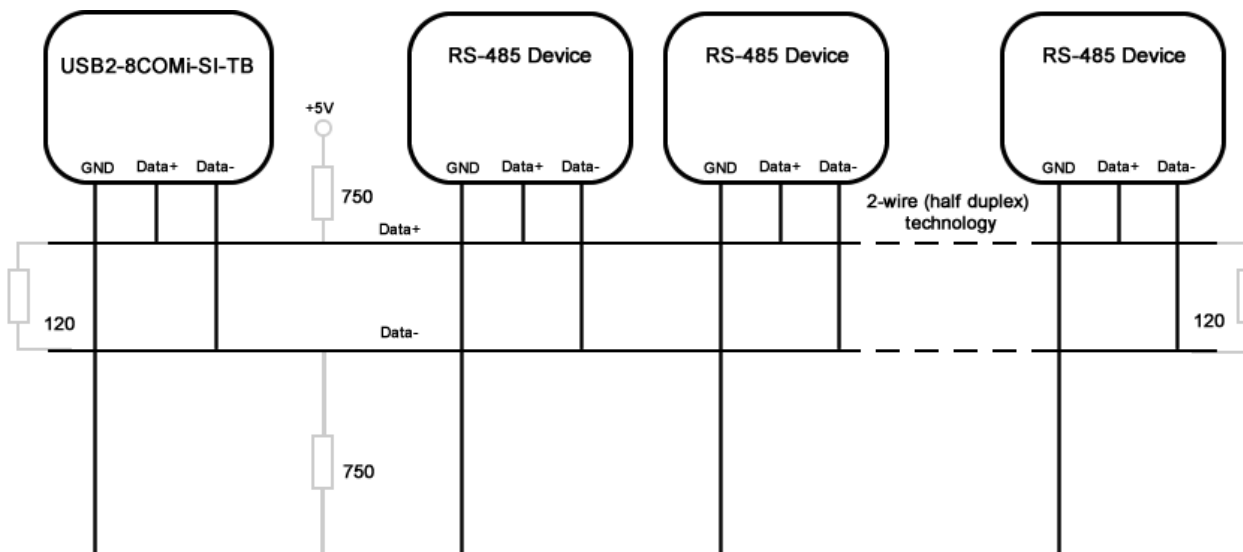 USB2-8COMi-SI-TB
RS-485 Device
RS-485 Device
RS-485 Device
+5V
GND Data+ Data-
GND Data+ Data-
GND Data+ Data-
GND Data+ Data-
750
2-wire (half duplex)
technology
Data+
120
Data-
120
750